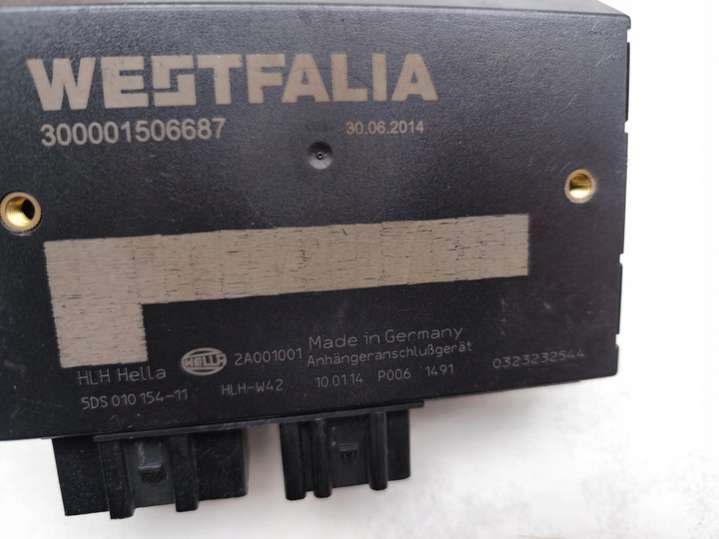 WESTFALIA
300001506687 30.06.2014
HLH Hella HELLA 2A001001 Made in Germany
Anhängeranschlußgerät
5DS 010 154-11 HLH-W42 10.01.14 P006 1491 0323232544